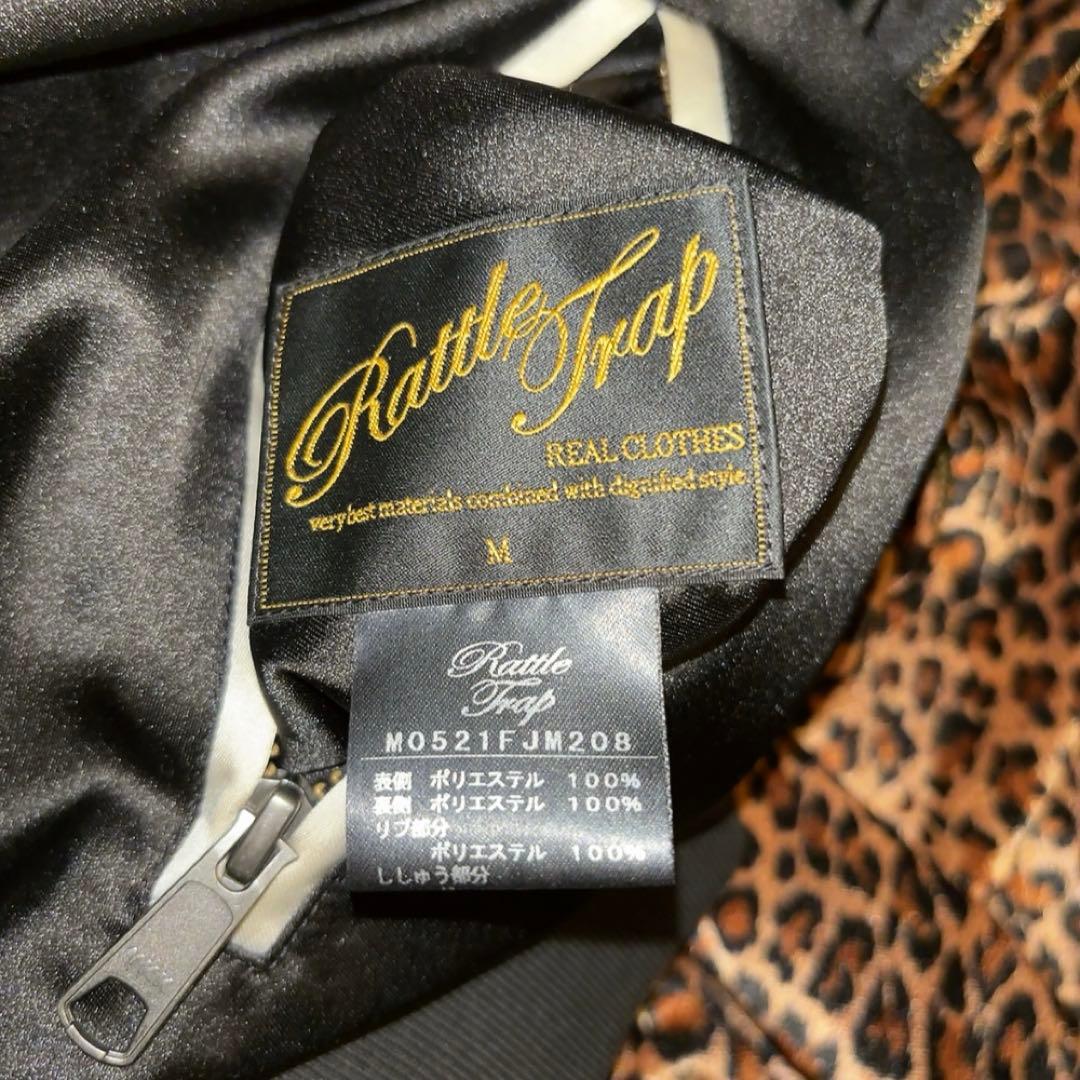 Rattle Trap
REAL CLOTHES
very best materials combined with dignified style
M
Rattle
Trap
M0521FJM208
表側 ポリエステル 100%
裏側 ポリエステル 100%
リブ部分
ポリエステル 100%
ししゅう部分